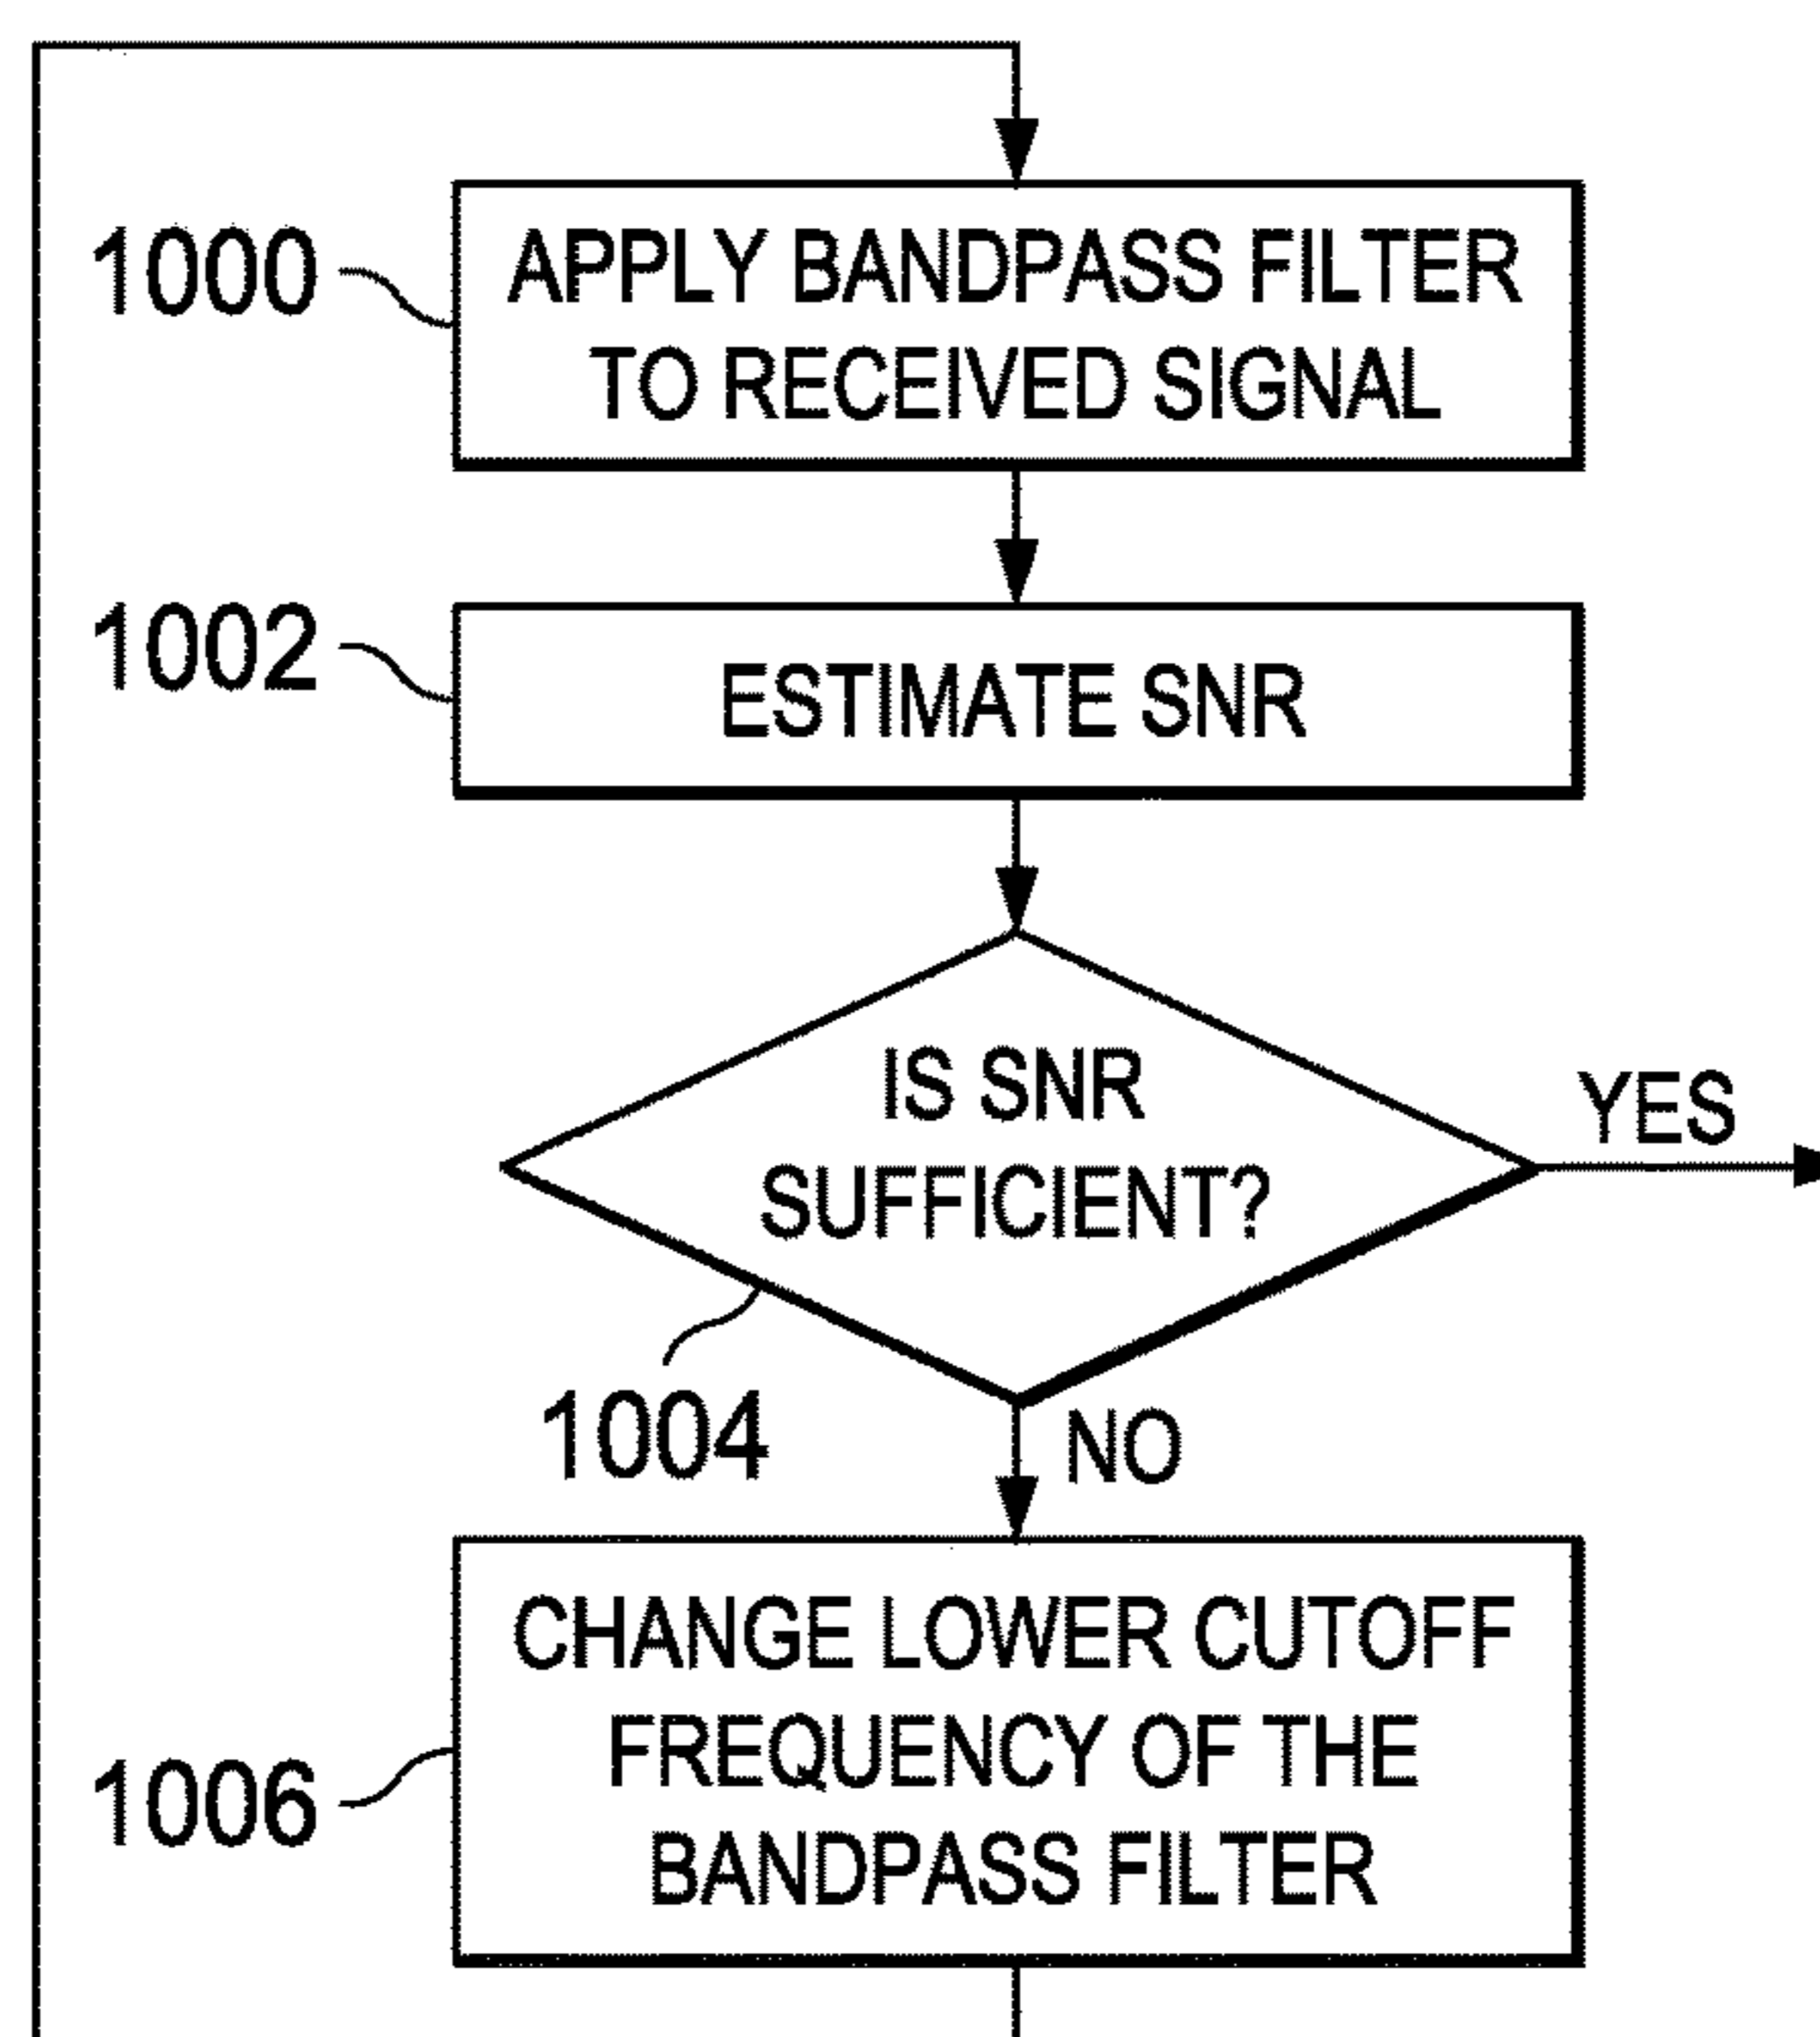 1000
APPLY BANDPASS FILTER
TO RECEIVED SIGNAL
1002
ESTIMATE SNR
IS SNR
SUFFICIENT?
YES
1004
NO
CHANGE LOWER CUTOFF
FREQUENCY OF THE
1006
BANDPASS FILTER